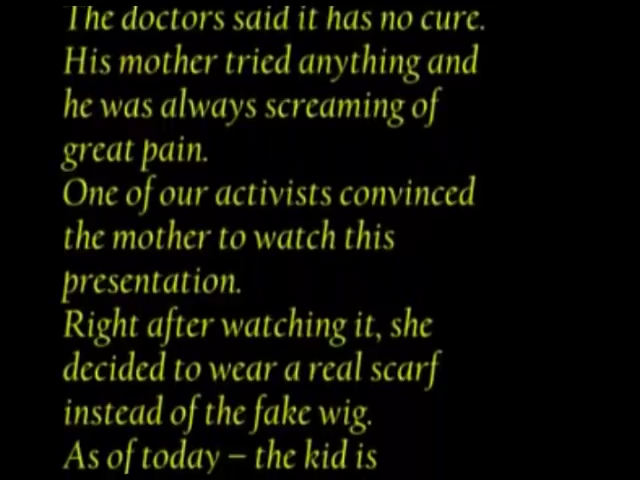 The doctors said it has no cure.
His mother tried anything and
he was always screaming of
great pain.
One of our activists convinced
the mother to watch this
presentation.
Right after watching it, she
decided to wear a real scarf
instead of the fake wig.
As of today – the kid is